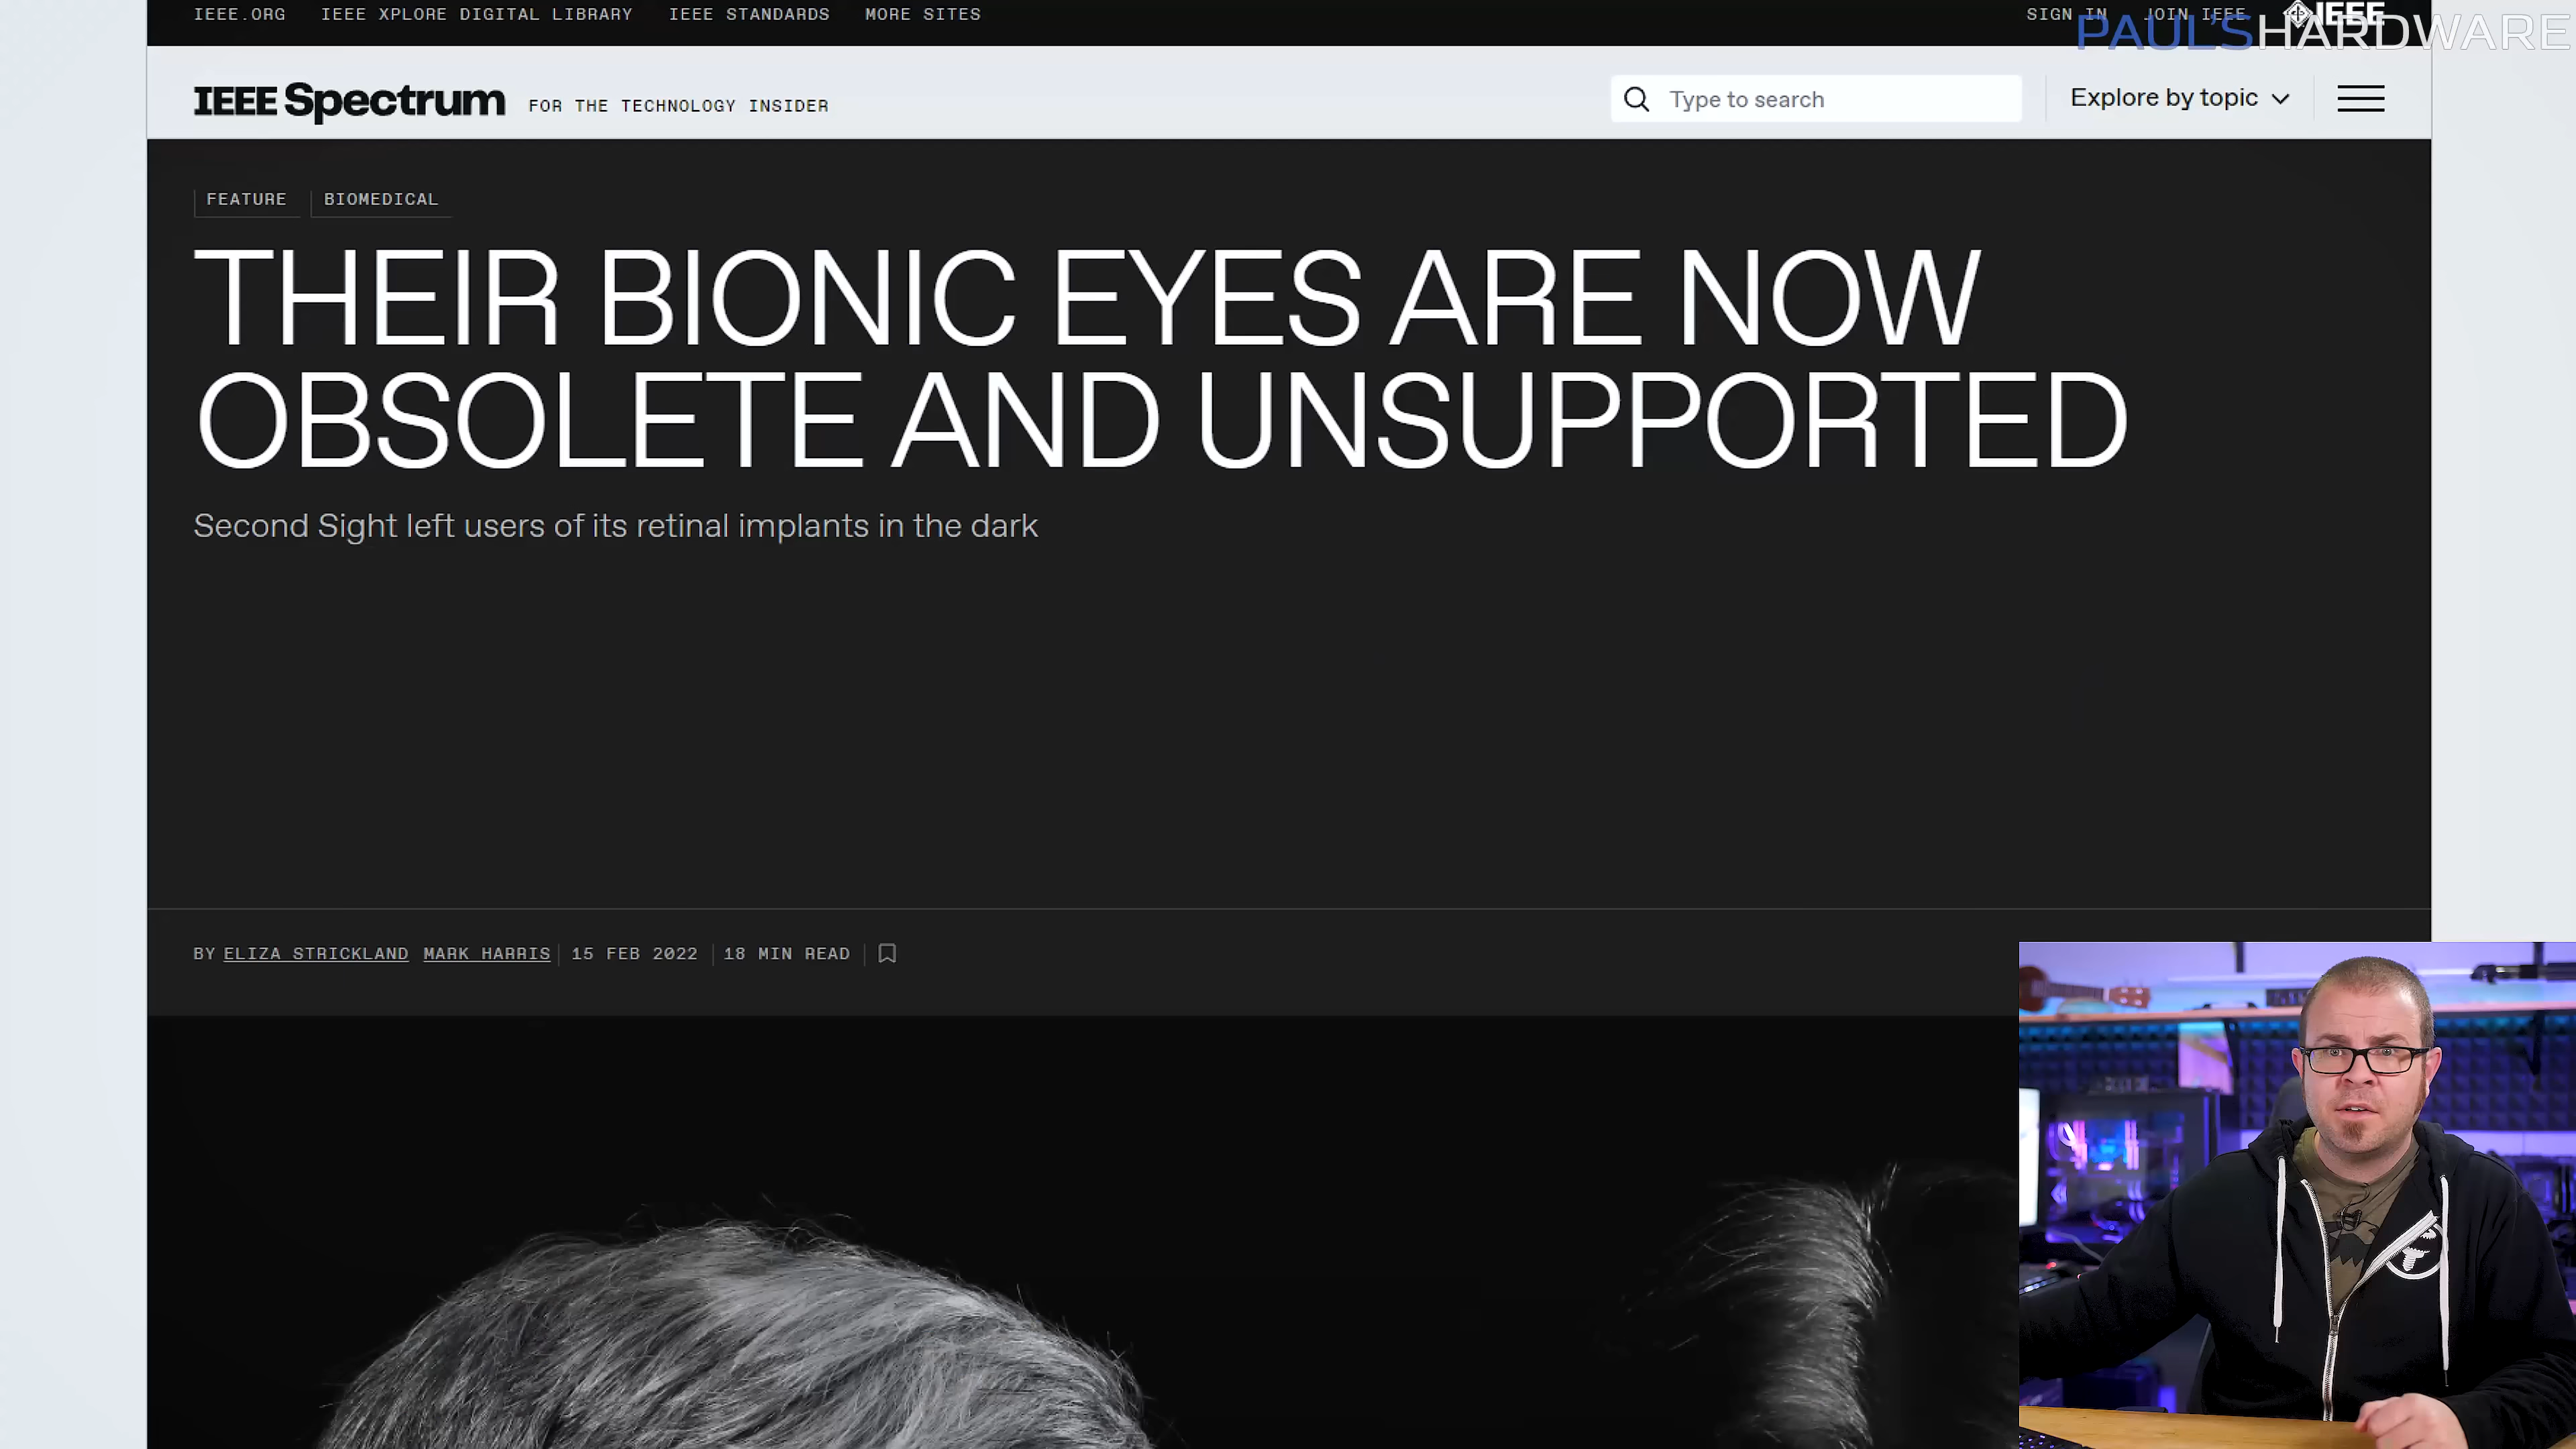 IEEE.ORG IEEE XPLORE DIGITAL LIBRARY IEEE STANDARDS MORE SITES SIGN IN JOIN IEEE IEEE
PAUL'SHARDWARE
IEEE Spectrum FOR THE TECHNOLOGY INSIDER Type to search Explore by topic
FEATURE BIOMEDICAL
THEIR BIONIC EYES ARE NOW
OBSOLETE AND UNSUPPORTED
Second Sight left users of its retinal implants in the dark
BY ELIZA STRICKLAND MARK HARRIS 15 FEB 2022 18 MIN READ